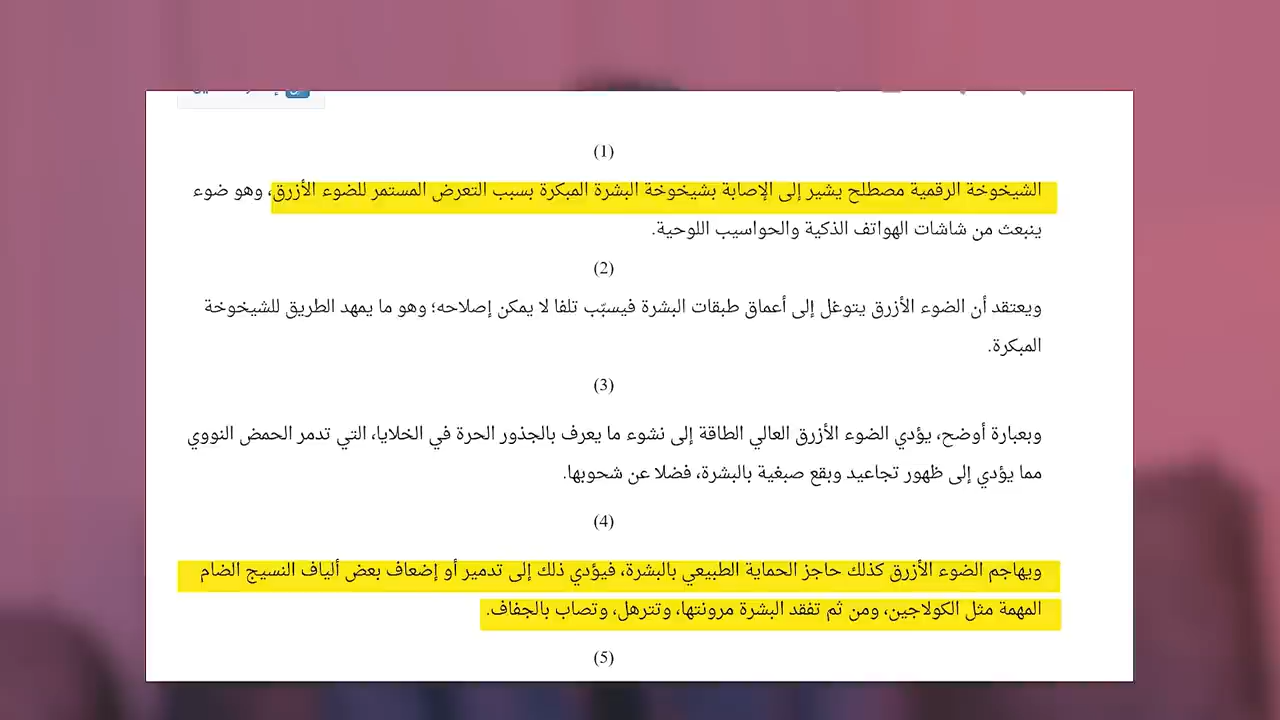 (1)
الشيخوخة الرقمية مصطلح يشير إلى الإصابة بشيخوخة البشرة المبكرة بسبب التعرض المستمر للضوء الأزرق، وهو ضوء
ينبعث من شاشات الهواتف الذكية والحواسيب اللوحية.
(2)
ويعتقد أن الضوء الأزرق يتوغل إلى أعماق طبقات البشرة فيسبّب تلفا لا يمكن إصلاحه؛ وهو ما يمهد الطريق للشيخوخة
المبكرة.
(3)
وبعبارة أوضح، يؤدي الضوء الأزرق العالي الطاقة إلى نشوء ما يعرف بالجذور الحرة في الخلايا، التي تدمر الحمض النووي
مما يؤدي إلى ظهور تجاعيد وبقع صبغية بالبشرة، فضلا عن شحوبها.
(4)
ويهاجم الضوء الأزرق كذلك حاجز الحماية الطبيعي بالبشرة، فيؤدي ذلك إلى تدمير أو إضعاف بعض ألياف النسيج الضام
المهمة مثل الكولاجين، ومن ثم تفقد البشرة مرونتها، وتترهل، وتصاب بالجفاف.
(5)